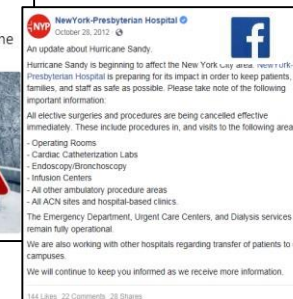 ne
NYP
NewYork-Presbyterian Hospital
October 28, 2012
f
An update about Hurricane Sandy.
Hurricane Sandy is beginning to affect the New York City area. NewYork-
Presbyterian Hospital is preparing for its impact in order to keep patients,
families, and staff as safe as possible. Please take note of the following
important information:
All elective surgeries and procedures are being cancelled effective
immediately. These include procedures in, and visits to the following area
- Operating Rooms
- Cardiac Catheterization Labs
- Endoscopy/Bronchoscopy
- Infusion Centers
- All other ambulatory procedure areas
- All ACN sites and hospital-based clinics.
The Emergency Department, Urgent Care Centers, and Dialysis services
remain fully operational.
We are also working with other hospitals regarding transfer of patients to
campuses.
We will continue to keep you informed as we receive more information.
144 Likes 22 Comments 28 Shares